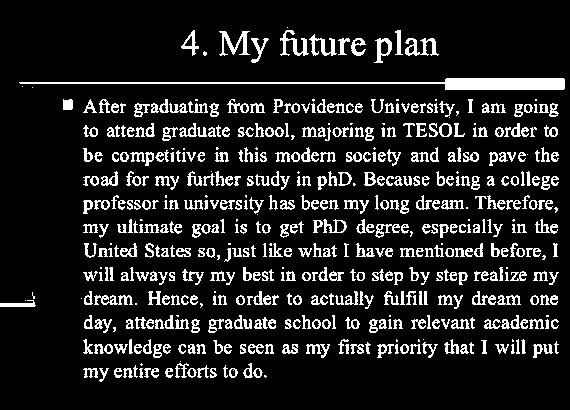 4. My future plan
After graduating from Providence University, I am going
to attend graduate school, majoring in TESOL in order to
be competitive in this modern society and also pave the
road for my further study in phD. Because being a college
professor in university has been my long dream. Therefore,
my ultimate goal is to get PhD degree, especially in the
United States so, just like what I have mentioned before, I
will always try my best in order to step by step realize my
dream. Hence, in order to actually fulfill my dream one
day, attending graduate school to gain relevant academic
knowledge can be seen as my first priority that I will put
my entire efforts to do.